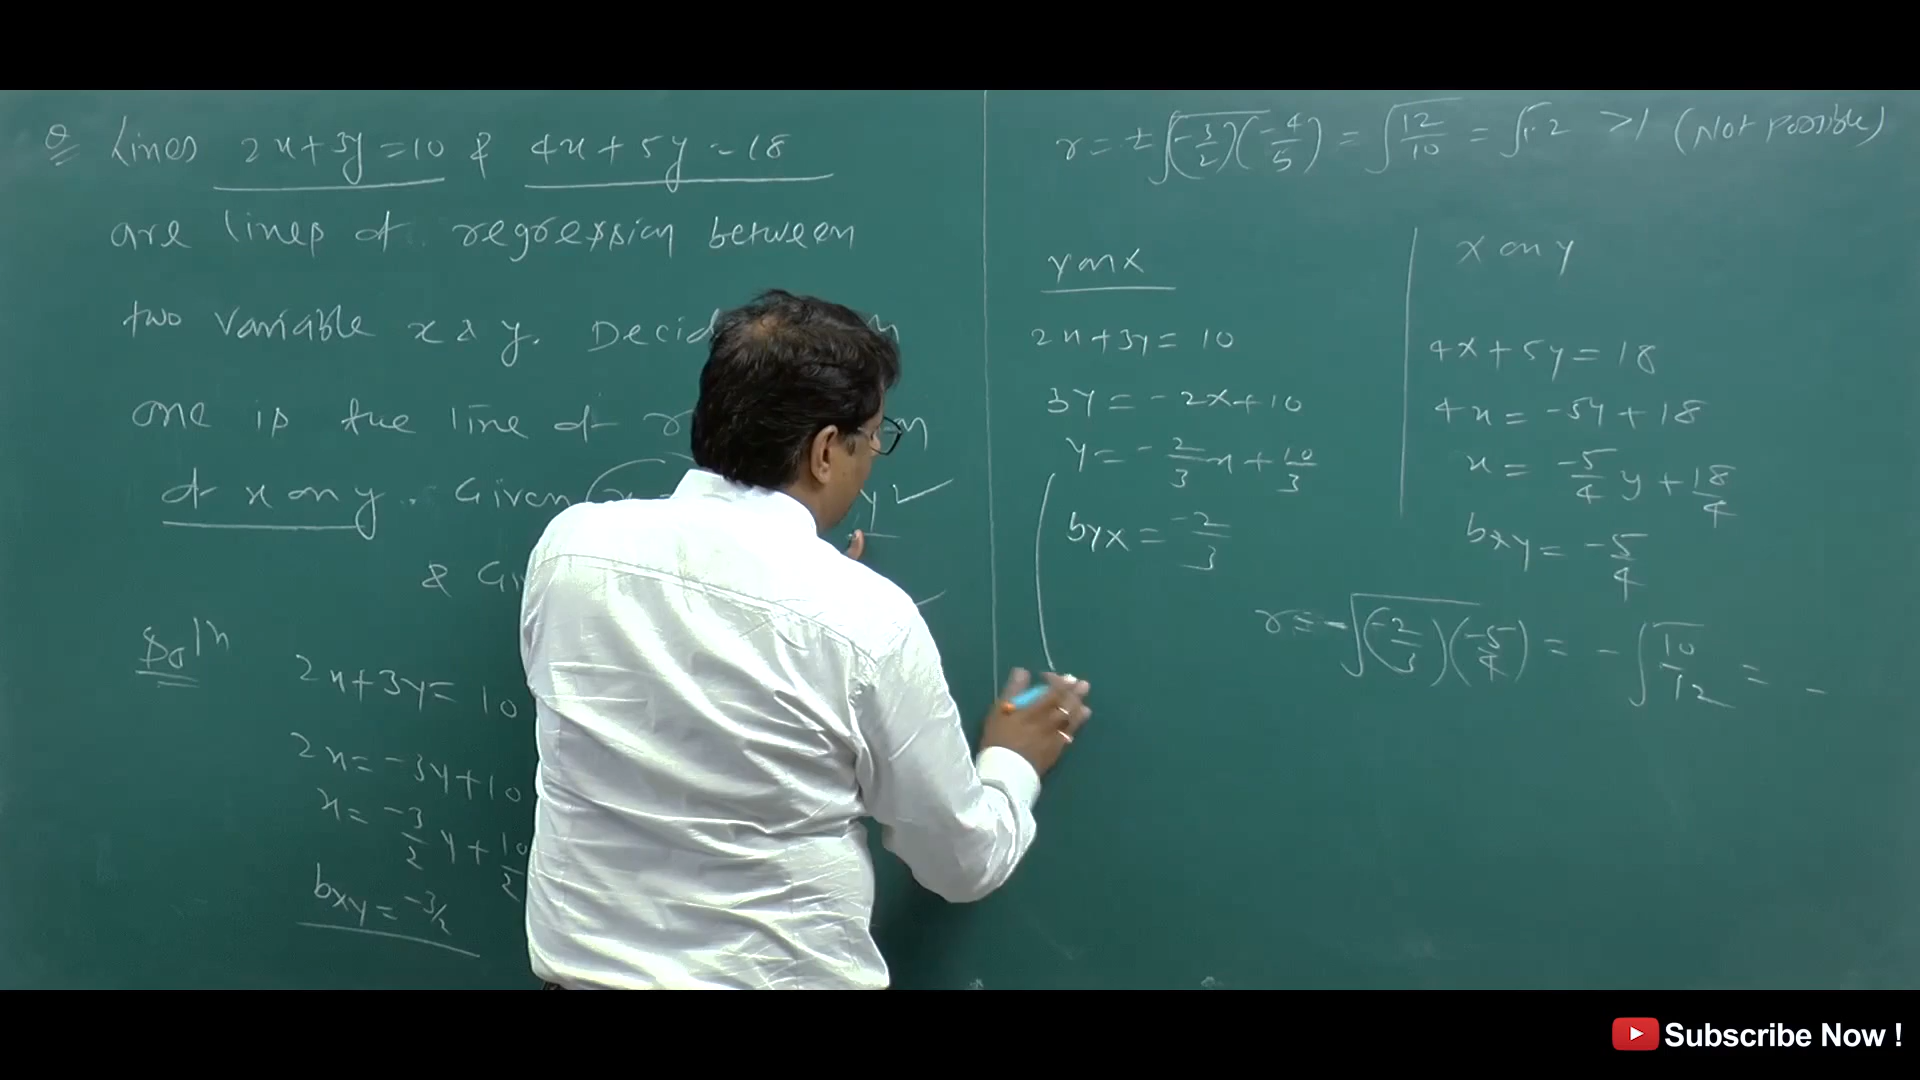 Q Lines 2x+3y=10 & 4x+5y=18
are lines of regression between
two variable x & y. Decid
one is the line of
of x on y. Given y
&
Soln
2x+3y=10
2x=-3y+10
x=-3/2 y+10/2
bxy=-3/2
r=±√(-3/2)(-4/5)=√12/10=√1.2 >1 (Not Possible)
y on x
2x+3y=10
3y=-2x+10
y=-2/3 x+10/3
byx=-2/3
x on y
4x+5y=18
4x=-5y+18
x=-5/4 y+18/4
bxy=-5/4
r=-√(-2/3)(-5/4)=-√10/12=-
Subscribe Now !